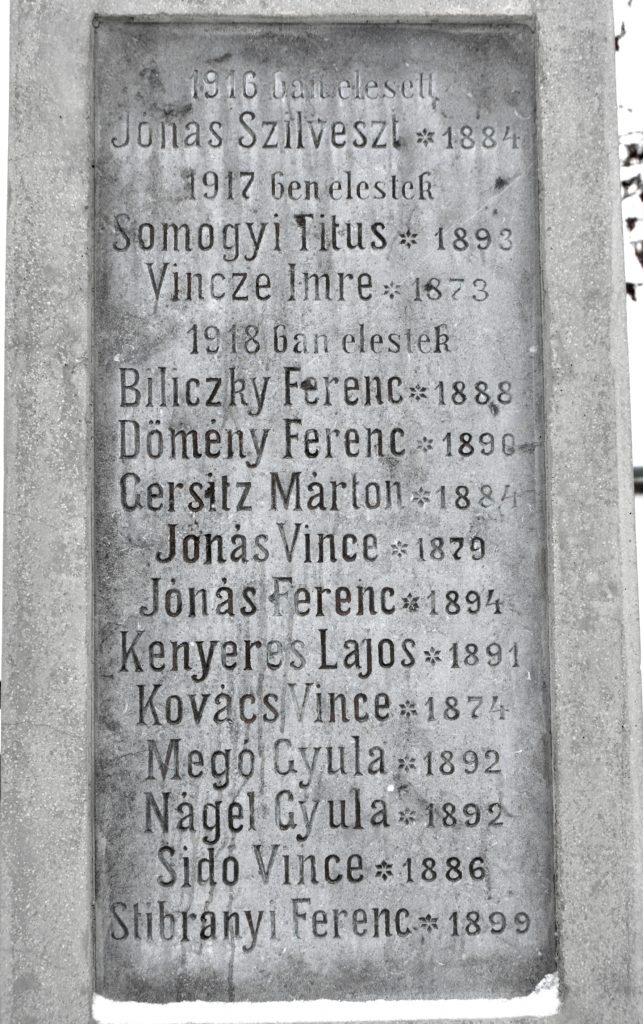 1916 ban elesett
Jónás Szilveszt * 1884
1917 ben elestek
Somogyi Titus * 1893
Vincze Imre * 1873
1918 ban elestek
Biliczky Ferenc * 1888
Dömény Ferenc * 1890
Gersitz Márton * 1884
Jónás Vince * 1879
Jónás Ferenc * 1894
Kenyeres Lajos * 1891
Kovács Vince * 1874
Megó Gyula * 1892
Nágel Gyula * 1892
Sidó Vince * 1886
Stibrányi Ferenc * 1899